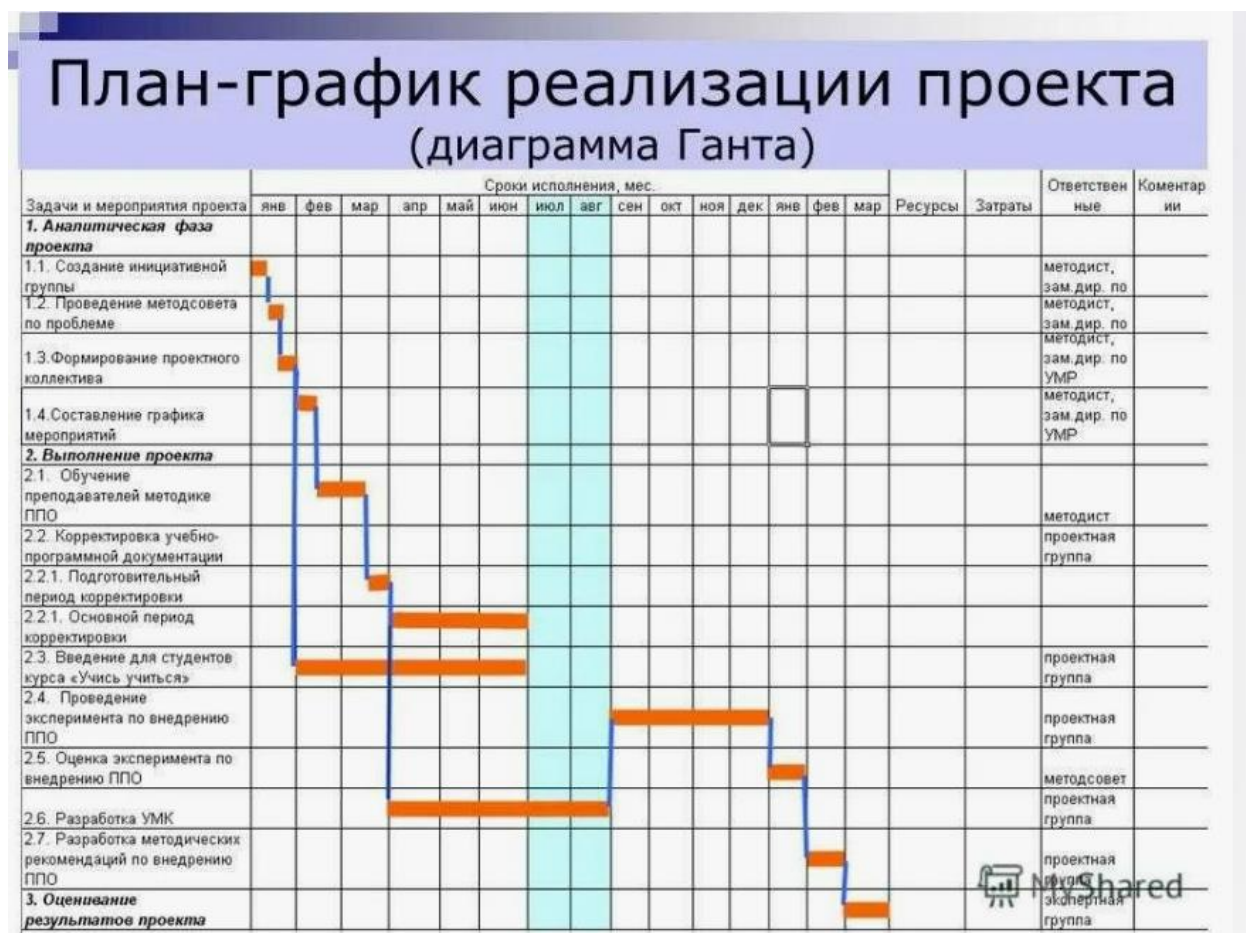 План-график реализации проекта
(диаграмма Ганта)
Сроки исполнения, мес.
Задачи и мероприятия проекта янв фев мар апр май июн июл авг сен окт ноя дек янв фев мар Ресурсы Затраты Ответствен Коментар
ные ии
1. Аналитическая фаза
проекта
1.1. Создание инициативной
группы
методист,
зам.дир. по
1.2. Проведение методсовета
по проблеме
методист,
зам.дир. по
1.3.Формирование проектного
коллектива
методист,
зам.дир. по
УМР
1.4.Составление графика
мероприятий
методист,
зам.дир. по
УМР
2. Выполнение проекта
2.1. Обучение
преподавателей методике
ППО
методист
2.2. Корректировка учебно-
программной документации
проектная
группа
2.2.1. Подготовительный
период корректировки
2.2.1. Основной период
корректировки
2.3. Введение для студентов
курса «Учись учиться»
проектная
группа
2.4. Проведение
эксперимента по внедрению
ППО
проектная
группа
2.5. Оценка эксперимента по
внедрению ППО
методсовет
2.6. Разработка УМК
проектная
группа
2.7. Разработка методических
рекомендаций по внедрению
ППО
проектная
группа
3. Оценивание
результатов проекта
экспертная
группа
MyShared